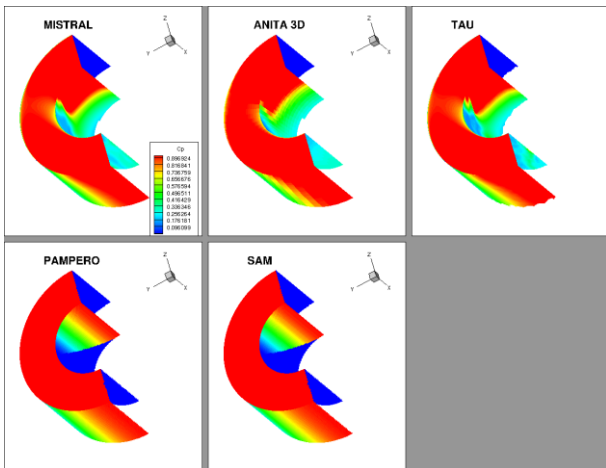 MISTRAL
Z
Y
X
ANITA 3D
Z
Y
X
TAU
Z
Y
X
Cp
0.896924
0.816841
0.736759
0.656676
0.576594
0.496511
0.416429
0.336346
0.256264
0.176181
0.096099
PAMPERO
Z
Y
X
SAM
Z
Y
X